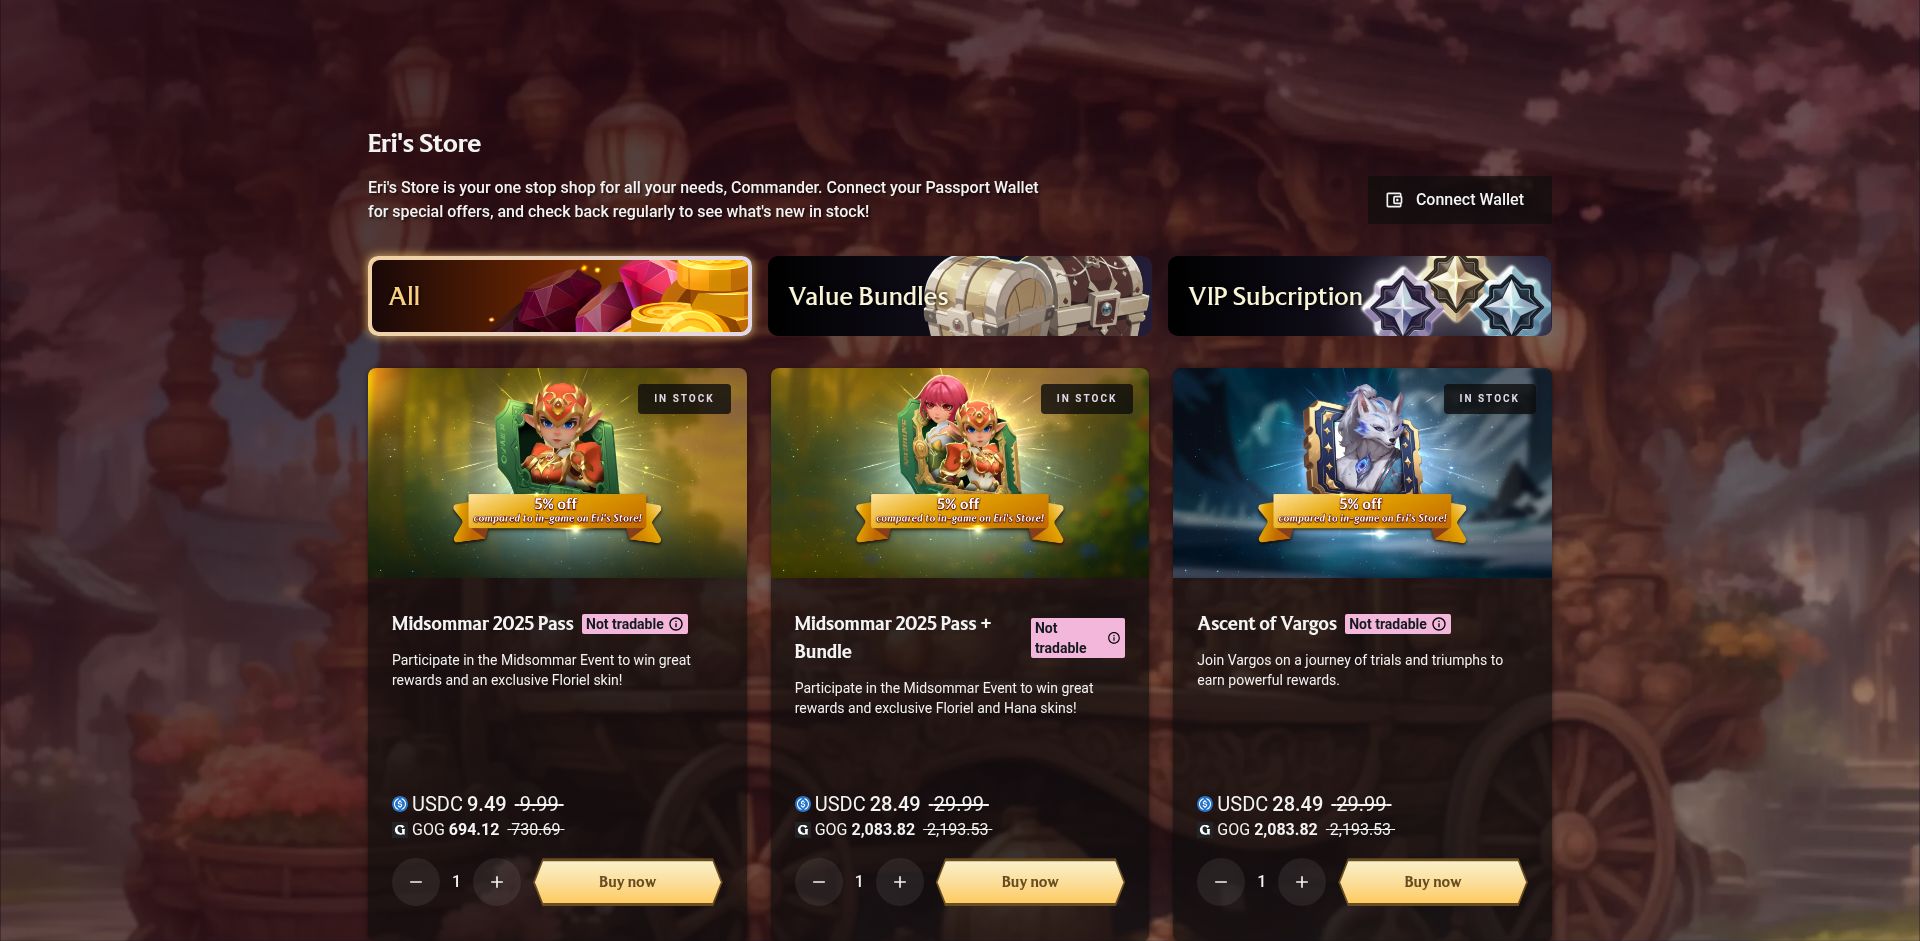 Eri's Store
Eri's Store is your one stop shop for all your needs, Commander. Connect your Passport Wallet
for special offers, and check back regularly to see what's new in stock!
Connect Wallet
All
Value Bundles
VIP Subcription
IN STOCK
5% off
compared to in-game on Eri's Store!
Midsommar 2025 Pass Not tradable
Participate in the Midsommar Event to win great
rewards and an exclusive Floriel skin!
USDC 9.49 9.99
GOG 694.12 730.69
1
Buy now
IN STOCK
5% off
compared to in-game on Eri's Store!
Midsommar 2025 Pass +
Bundle
Not
tradable
Participate in the Midsommar Event to win great
rewards and exclusive Floriel and Hana skins!
USDC 28.49 29.99
GOG 2,083.82 2,193.53
1
Buy now
IN STOCK
5% off
compared to in-game on Eri's Store!
Ascent of Vargos Not tradable
Join Vargos on a journey of trials and triumphs to
earn powerful rewards.
USDC 28.49 29.99
GOG 2,083.82 2,193.53
1
Buy now